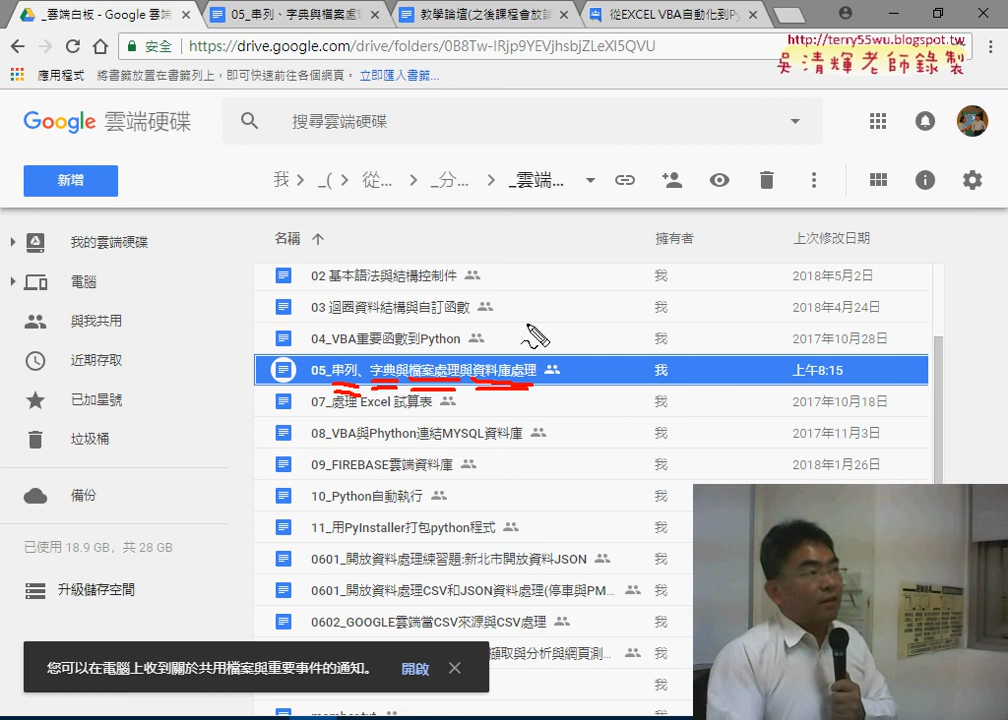 _雲端白板 - Google 雲端
05_串列、字典與檔案處
教學論壇(之後課程會放
從EXCEL VBA自動化到Py
安全
https://drive.google.com/drive/folders/0B8Tw-IRjp9YEVjhsbjZLeXI5QVU
http://terry55wu.blogspot.tw
吳清輝老師錄製
應用程式
將書籤放置在書籤列上，即可快速前往各個網頁。
立即匯入書籤...
Google 雲端硬碟
搜尋雲端硬碟
新增
我 > _( > 從... > _分... > _雲端...
我的雲端硬碟
電腦
與我共用
近期存取
已加星號
垃圾桶
備份
已使用 18.9 GB，共 28 GB
升級儲存空間
名稱 擁有者 上次修改日期
02 基本語法與結構控制件 我 2018年5月2日
03 迴圈資料結構與自訂函數 我 2018年4月24日
04_VBA重要函數到Python 我 2017年10月28日
05_串列、字典與檔案處理與資料庫處理 我 上午8:15
07_處理 Excel 試算表 我 2017年10月18日
08_VBA與Phython連結MYSQL資料庫 我 2017年11月3日
09_FIREBASE雲端資料庫 我 2018年1月26日
10_Python自動執行 我
11_用PyInstaller打包python程式 我
0601_開放資料處理練習題:新北市開放資料JSON 我
0601_開放資料處理CSV和JSON資料處理(停車與PM... 我
0602_GOOGLE雲端當CSV來源與CSV處理 我
擷取與分析與網頁測... 我
我
您可以在電腦上收到關於共用檔案與重要事件的通知。
開啟